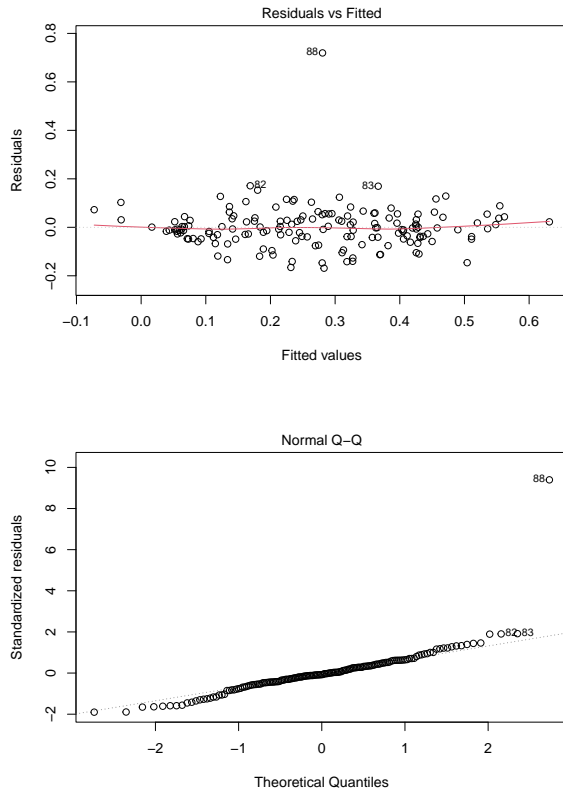 Residuals vs Fitted
0.8
0.6
0.4
0.2
0.0
−0.2
Residuals
88
82
83
−0.1 0.0 0.1 0.2 0.3 0.4 0.5 0.6
Fitted values
Normal Q−Q
10
8
6
4
2
0
−2
Standardized residuals
88
82 83
−2 −1 0 1 2
Theoretical Quantiles